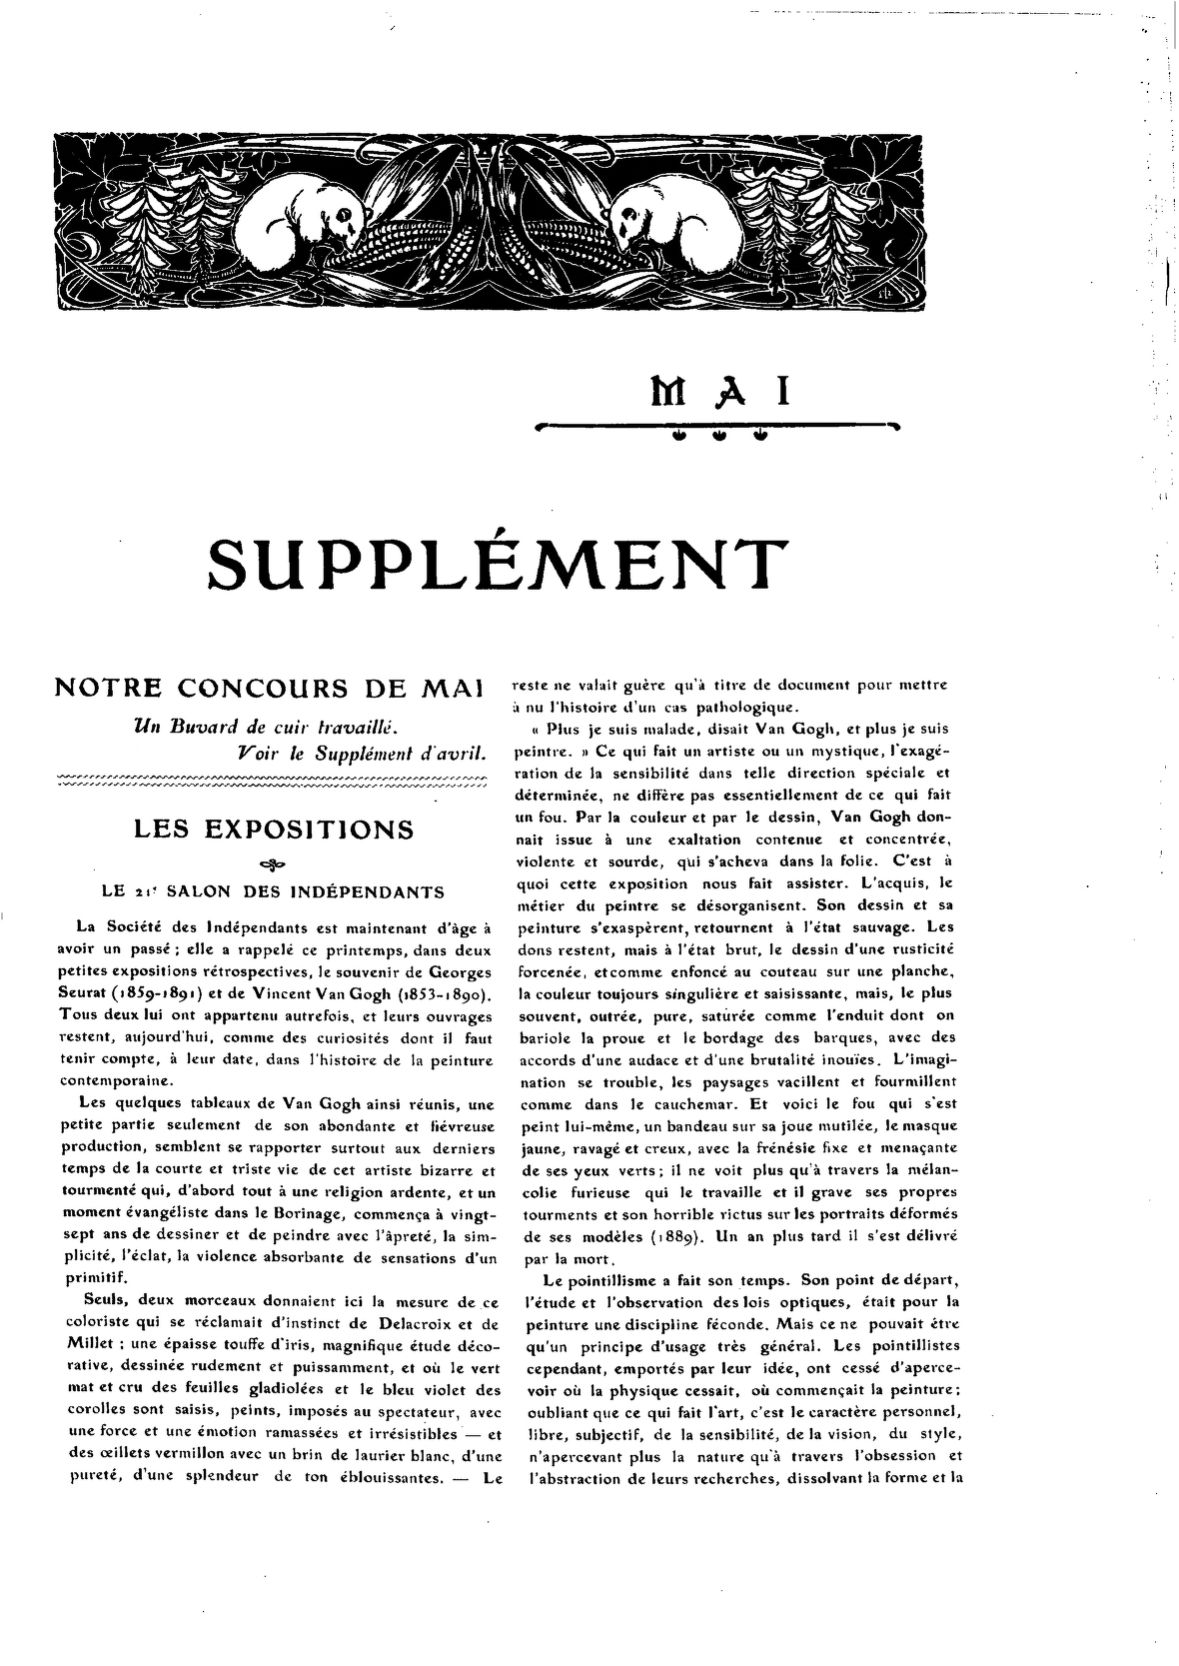 MAI
SUPPLÉMENT
NOTRE CONCOURS DE MAI
Un Buvard de cuir travaillé.
Voir le Supplément d'avril.
LES EXPOSITIONS
LE 21e SALON DES INDÉPENDANTS
La Société des Indépendants est maintenant d'âge à
avoir un passé ; elle a rappelé ce printemps, dans deux
petites expositions rétrospectives, le souvenir de Georges
Seurat (1859-1891) et de Vincent Van Gogh (1853-1890).
Tous deux lui ont appartenu autrefois, et leurs ouvrages
restent, aujourd'hui, comme des curiosités dont il faut
tenir compte, à leur date, dans l'histoire de la peinture
contemporaine.
Les quelques tableaux de Van Gogh ainsi réunis, une
petite partie seulement de son abondante et fiévreuse
production, semblent se rapporter surtout aux derniers
temps de la courte et triste vie de cet artiste bizarre et
tourmenté qui, d'abord tout à une religion ardente, et un
moment évangéliste dans le Borinage, commença à vingt-
sept ans de dessiner et de peindre avec l'âpreté, la sim-
plicité, l'éclat, la violence absorbante de sensations d'un
primitif.
Seuls, deux morceaux donnaient ici la mesure de ce
coloriste qui se réclamait d'instinct de Delacroix et de
Millet : une épaisse touffe d'iris, magnifique étude déco-
rative, dessinée rudement et puissamment, et où le vert
mat et cru des feuilles gladiolées et le bleu violet des
corolles sont saisis, peints, imposés au spectateur, avec
une force et une émotion ramassées et irrésistibles — et
des œillets vermillon avec un brin de laurier blanc, d'une
pureté, d'une splendeur de ton éblouissantes. — Le
reste ne valait guère qu'à titre de document pour mettre
à nu l'histoire d'un cas pathologique.
« Plus je suis malade, disait Van Gogh, et plus je suis
peintre. » Ce qui fait un artiste ou un mystique, l'exagé-
ration de la sensibilité dans telle direction spéciale et
déterminée, ne diffère pas essentiellement de ce qui fait
un fou. Par la couleur et par le dessin, Van Gogh don-
nait issue à une exaltation contenue et concentrée,
violente et sourde, qui s'acheva dans la folie. C'est à
quoi cette exposition nous fait assister. L'acquis, le
métier du peintre se désorganisent. Son dessin et sa
peinture s'exaspèrent, retournent à l'état sauvage. Les
dons restent, mais à l'état brut, le dessin d'une rusticité
forcenée, etcomme enfoncé au couteau sur une planche,
la couleur toujours singulière et saisissante, mais, le plus
souvent, outrée, pure, saturée comme l'enduit dont on
bariole la proue et le bordage des barques, avec des
accords d'une audace et d'une brutalité inouïes. L'imagi-
nation se trouble, les paysages vacillent et fourmillent
comme dans le cauchemar. Et voici le fou qui s'est
peint lui-même, un bandeau sur sa joue mutilée, le masque
jaune, ravagé et creux, avec la frénésie fixe et menaçante
de ses yeux verts ; il ne voit plus qu'à travers la mélan-
colie furieuse qui le travaille et il grave ses propres
tourments et son horrible rictus sur les portraits déformés
de ses modèles (1889). Un an plus tard il s'est délivré
par la mort.
Le pointillisme a fait son temps. Son point de départ,
l'étude et l'observation des lois optiques, était pour la
peinture une discipline féconde. Mais ce ne pouvait être
qu'un principe d'usage très général. Les pointillistes
cependant, emportés par leur idée, ont cessé d'aperce-
voir où la physique cessait, où commençait la peinture ;
oubliant que ce qui fait l'art, c'est le caractère personnel,
libre, subjectif, de la sensibilité, de la vision, du style,
n'apercevant plus la nature qu'à travers l'obsession et
l'abstraction de leurs recherches, dissolvant la forme et la